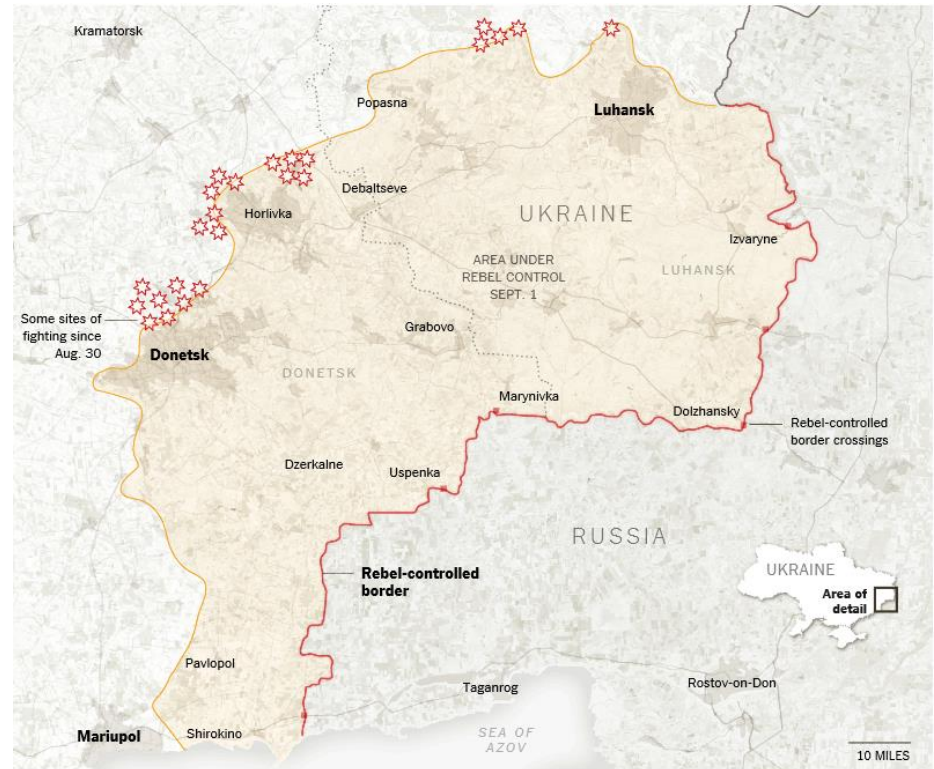 Kramatorsk
Popasna
Luhansk
Debaltseve
Horlivka
UKRAINE
Izvaryne
AREA UNDER
REBEL CONTROL
SEPT. 1
LUHANSK
Some sites of
fighting since
Aug. 30
Grabovo
Donetsk
DONETSK
Marynivka
Dolzhansky
Rebel-controlled
border crossings
Dzerkalne
Uspenka
RUSSIA
Rebel-controlled
border
UKRAINE
Area of
detail
Pavlopol
Taganrog
Rostov-on-Don
Mariupol
Shirokino
SEA OF
AZOV
10 MILES